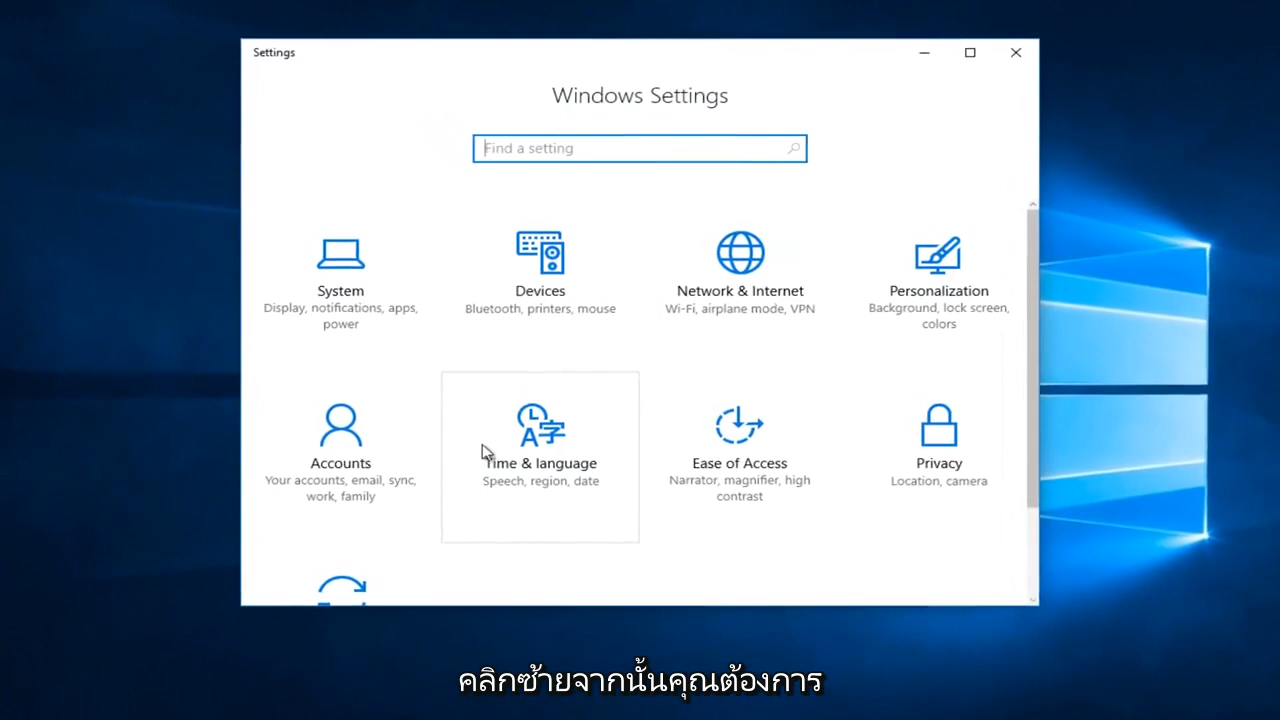 Settings
Windows Settings
Find a setting
System
Display, notifications, apps,
power
Devices
Bluetooth, printers, mouse
Network & Internet
Wi-Fi, airplane mode, VPN
Personalization
Background, lock screen,
colors
Accounts
Your accounts, email, sync,
work, family
Time & language
Speech, region, date
Ease of Access
Narrator, magnifier, high
contrast
Privacy
Location, camera
คลิกซ้ายจากนั้นคุณต้องการ